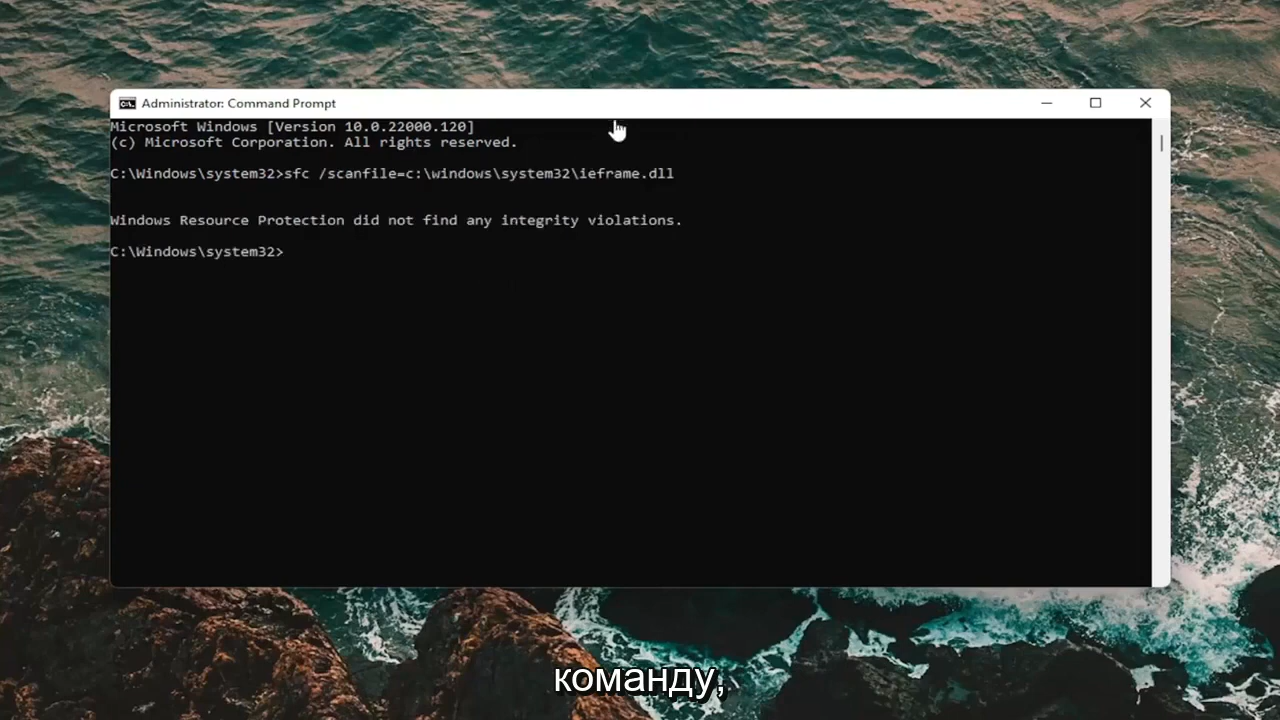 Administrator: Command Prompt
Microsoft Windows [Version 10.0.22000.120]
(c) Microsoft Corporation. All rights reserved.
C:\Windows\system32>sfc /scanfile=c:\windows\system32\ieframe.dll
Windows Resource Protection did not find any integrity violations.
C:\Windows\system32>
команду,